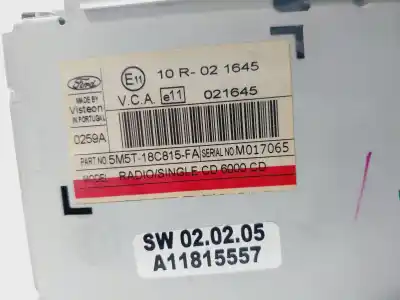 Ford
MADE BY
Visteon
IN PORTUGAL
0259A
E11 10 R- 02 1645
V.C.A. e11 021645
PART NO 5M5T-18C815-FA SERIAL NO M017065
MODEL RADIO/SINGLE CD 6000 CD
SW 02.02.05
A11815557